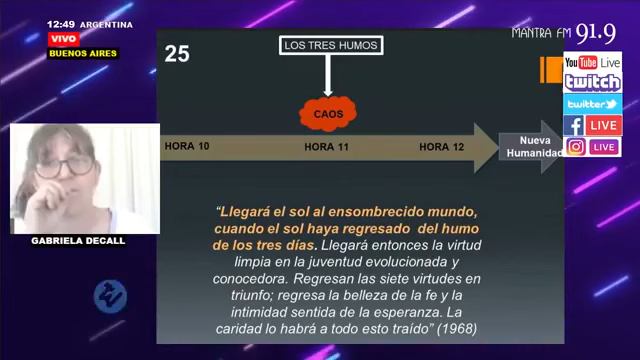 12:49 ARGENTINA
VIVO
BUENOS AIRES
25
LOS TRES HUMOS
CAOS
HORA 10
HORA 11
HORA 12
Nueva
Humanidad
MANTRA FM 91.9
YouTube Live
twitch
twitter
LIVE
LIVE
GABRIELA DECALL
“Llegará el sol al ensombrecido mundo,
cuando el sol haya regresado del humo
de los tres días. Llegará entonces la virtud
limpia en la juventud evolucionada y
conocedora. Regresan las siete virtudes en
triunfo; regresa la belleza de la fe y la
intimidad sentida de la esperanza. La
caridad lo habrá a todo esto traído” (1968)